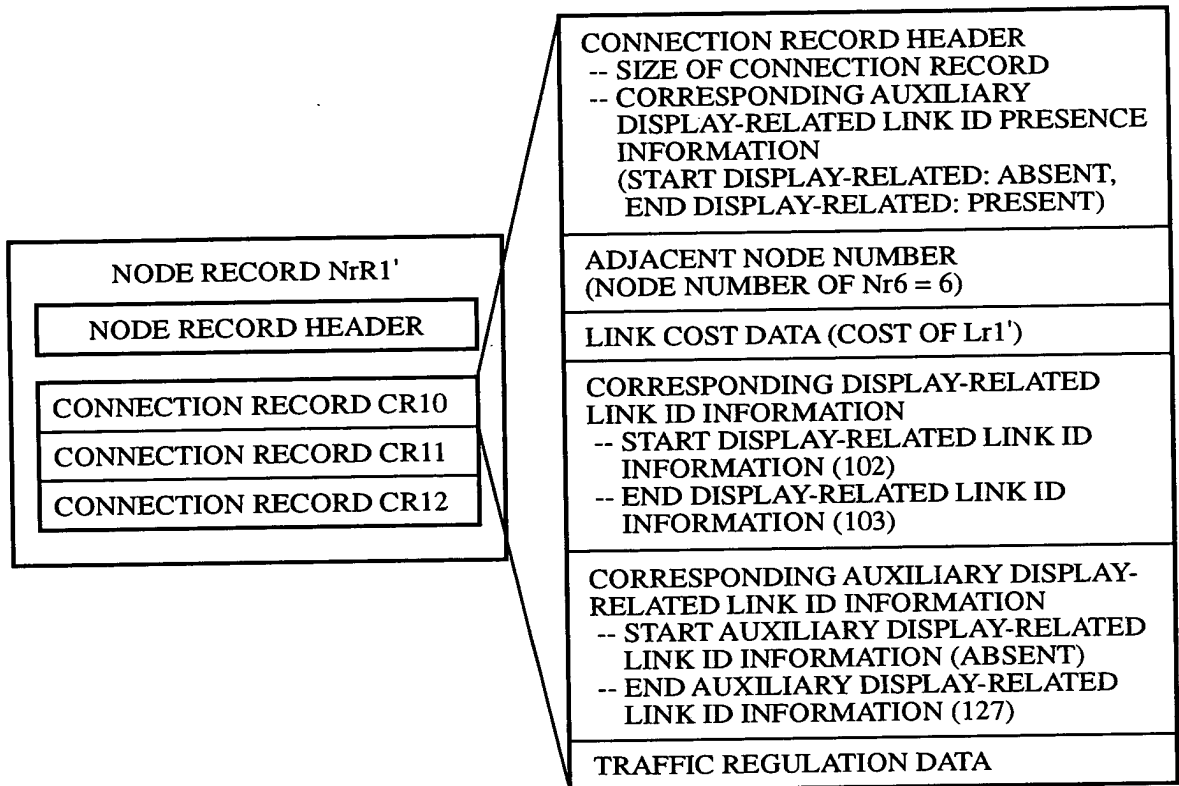 NODE RECORD NrR1'
NODE RECORD HEADER
CONNECTION RECORD CR10
CONNECTION RECORD CR11
CONNECTION RECORD CR12
CONNECTION RECORD HEADER
-- SIZE OF CONNECTION RECORD
-- CORRESPONDING AUXILIARY
DISPLAY-RELATED LINK ID PRESENCE
INFORMATION
(START DISPLAY-RELATED: ABSENT,
END DISPLAY-RELATED: PRESENT)
ADJACENT NODE NUMBER
(NODE NUMBER OF Nr6 = 6)
LINK COST DATA (COST OF Lr1')
CORRESPONDING DISPLAY-RELATED
LINK ID INFORMATION
-- START DISPLAY-RELATED LINK ID
INFORMATION (102)
-- END DISPLAY-RELATED LINK ID
INFORMATION (103)
CORRESPONDING AUXILIARY DISPLAY-
RELATED LINK ID INFORMATION
-- START AUXILIARY DISPLAY-RELATED
LINK ID INFORMATION (ABSENT)
-- END AUXILIARY DISPLAY-RELATED
LINK ID INFORMATION (127)
TRAFFIC REGULATION DATA